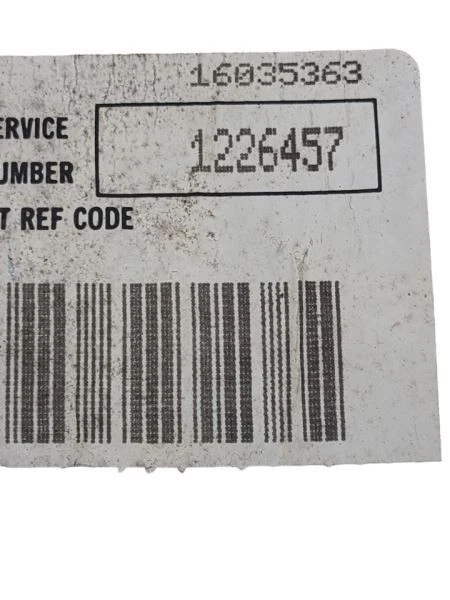 16035363
ERVICE
1226457
UMBER
T REF CODE